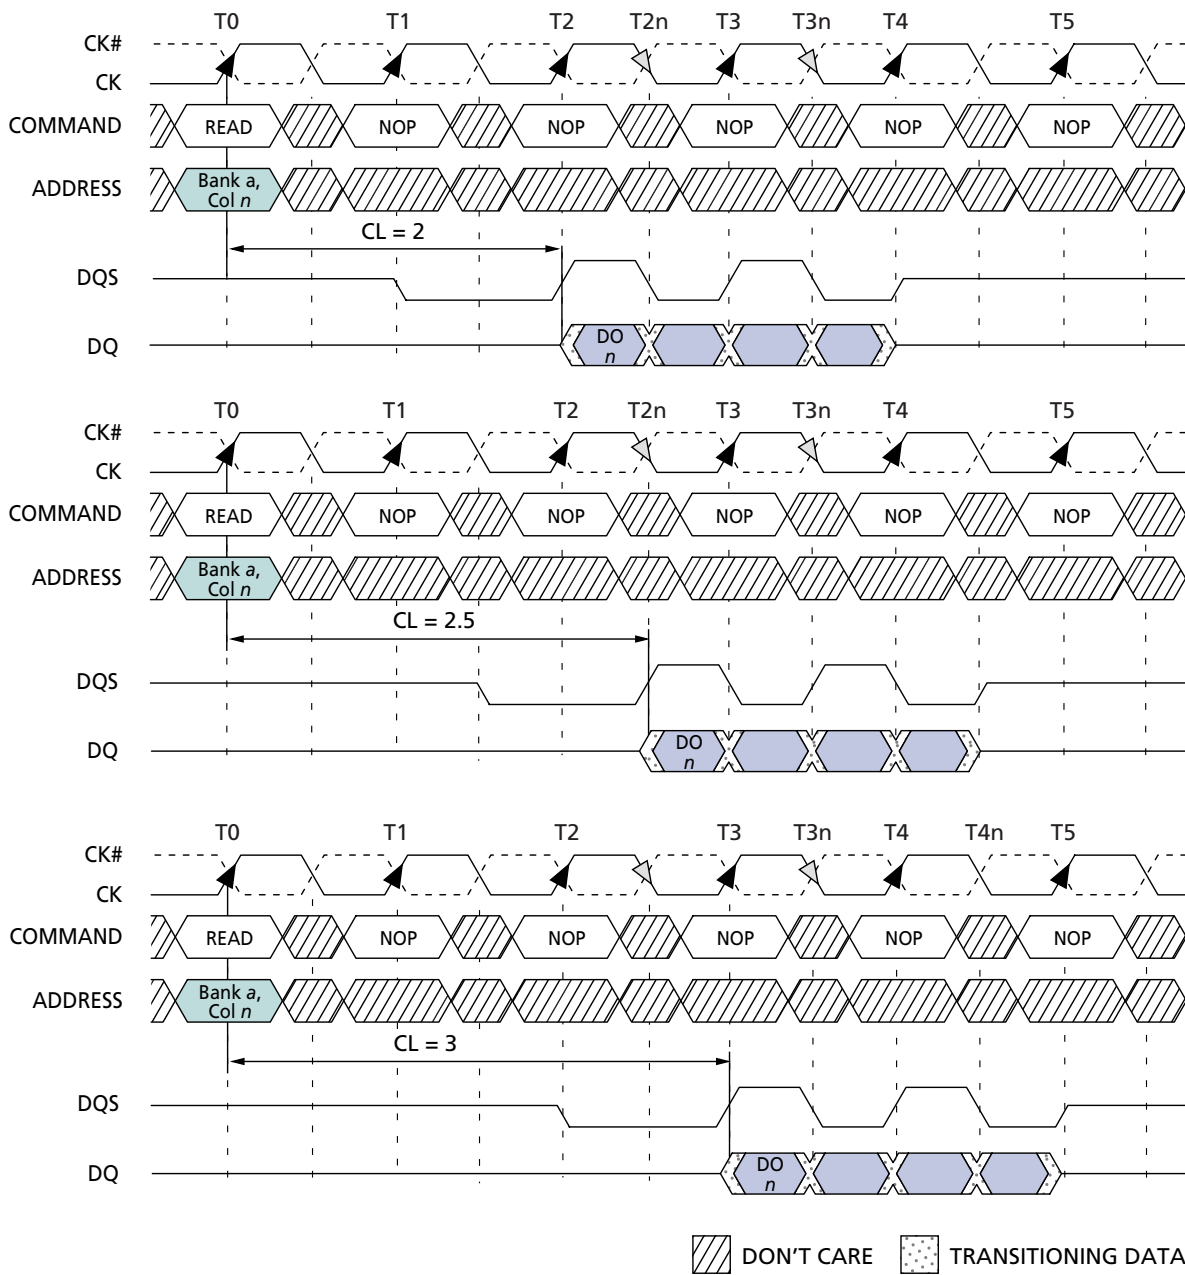 T0 T1 T2 T2n T3 T3n T4 T5
CK#
CK
COMMAND READ NOP NOP NOP NOP NOP
ADDRESS Bank a,
Col n
CL = 2
DQS
DQ DO
n
T0 T1 T2 T2n T3 T3n T4 T5
CK#
CK
COMMAND READ NOP NOP NOP NOP NOP
ADDRESS Bank a,
Col n
CL = 2.5
DQS
DQ DO
n
T0 T1 T2 T3 T3n T4 T4n T5
CK#
CK
COMMAND READ NOP NOP NOP NOP NOP
ADDRESS Bank a,
Col n
CL = 3
DQS
DQ DO
n
DON'T CARE TRANSITIONING DATA